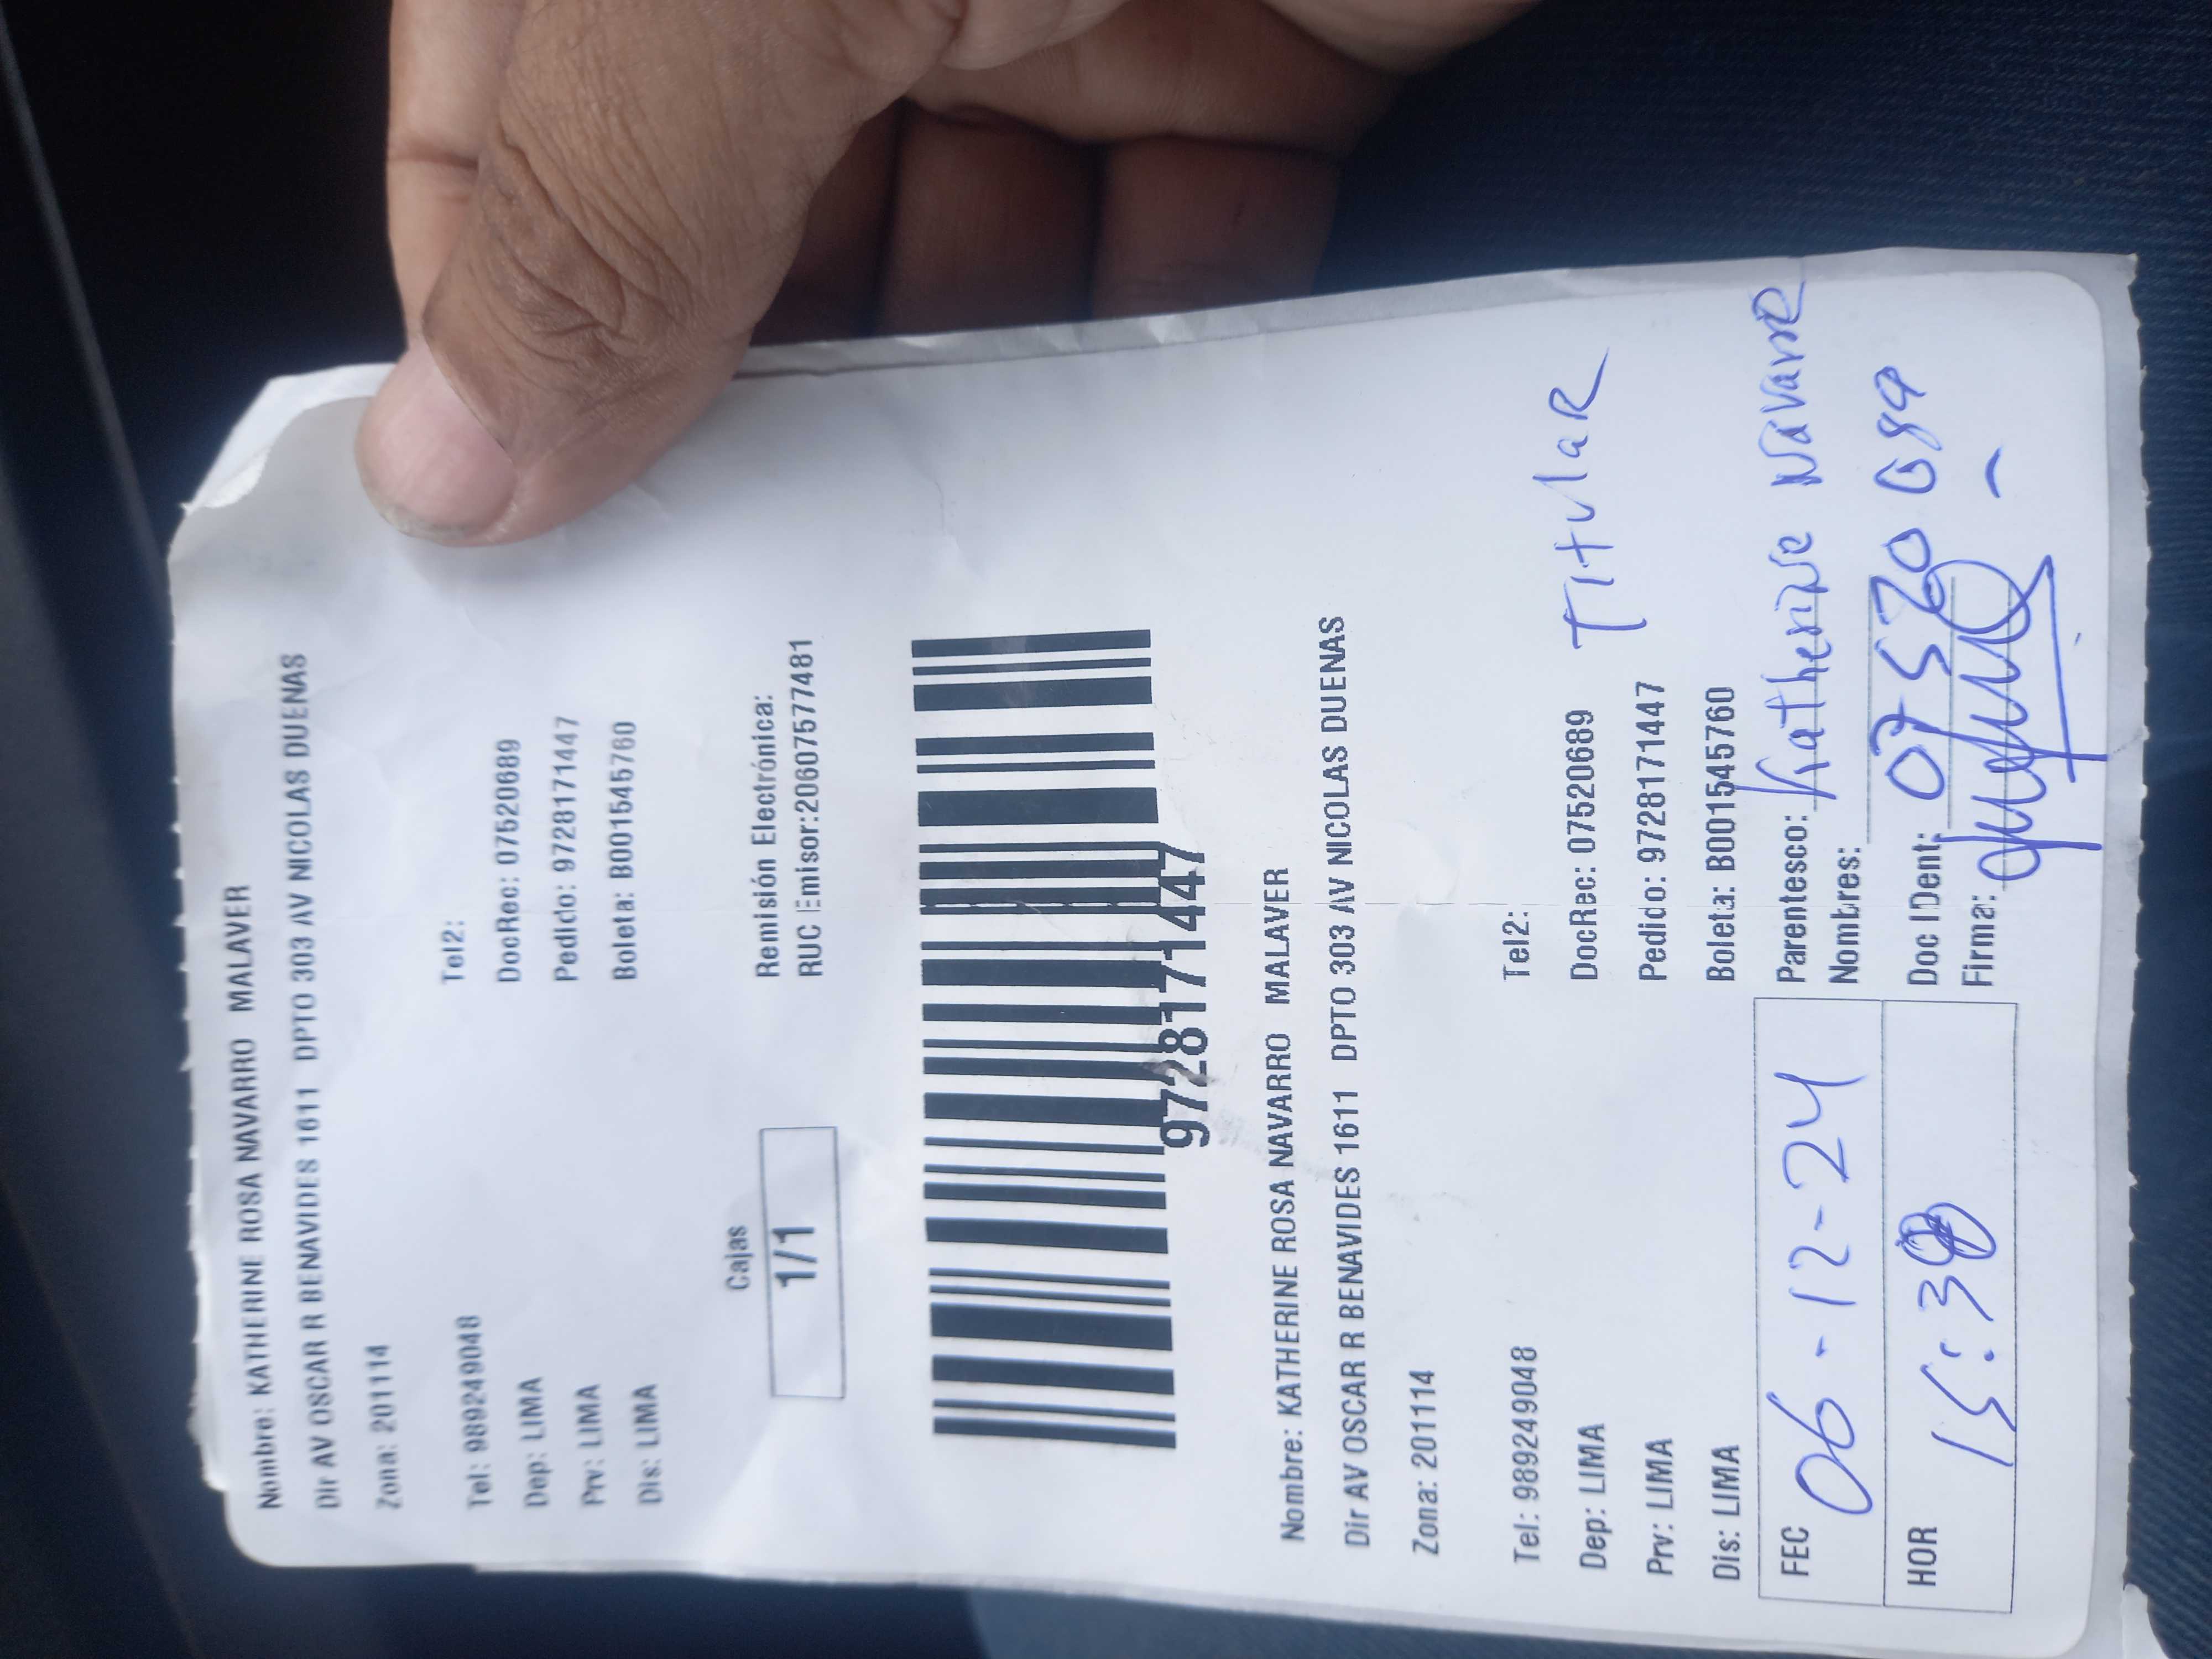 Nombre: KATHERINE ROSA NAVARRO MALAVER
Dir AV OSCAR R BENAVIDES 1611 DPTO 303 AV NICOLAS DUENAS
Zona: 201114
Tel: 989249048 Tel2:
Dep: LIMA DocRec: 07520689
Prv: LIMA Pedido: 9728171447
Dis: LIMA Boleta: B001545760
Cajas
1/1
Remisión Electrónica:
RUC Emisor:20607577481
9728171447
Nombre: KATHERINE ROSA NAVARRO MALAVER
Dir AV OSCAR R BENAVIDES 1611 DPTO 303 AV NICOLAS DUENAS
Zona: 201114
Tel: 989249048 Tel2:
Dep: LIMA DocRec: 07520689 TitulaR
Prv: LIMA Pedido: 9728171447
Dis: LIMA Boleta: B001545760
FEC 06-12-24
Parentesco: Katherine Navarro
Nombres:
HOR
Doc IDent: 07520689
Firma: